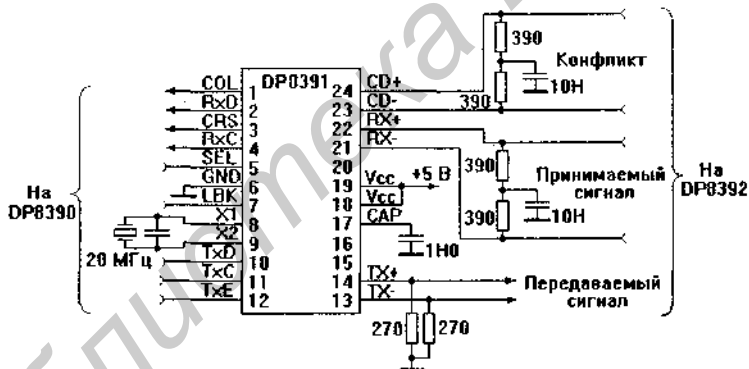 На
DP8390
20 МГц
COL
RxD
CRS
RxC
SEL
GND
LBK
X1
X2
TxD
TxC
TxE
1
2
3
4
5
6
7
8
9
10
11
12
DP8391
24
23
22
21
20
19
18
17
16
15
14
13
CD+
CD-
RX+
RX-
Vcc
Vcc
CAP
TX+
TX-
+5 В
1Н0
390
390
10Н
Конфликт
390
390
10Н
Принимаемый
сигнал
Передаваемый
сигнал
270
270
На
DP8392